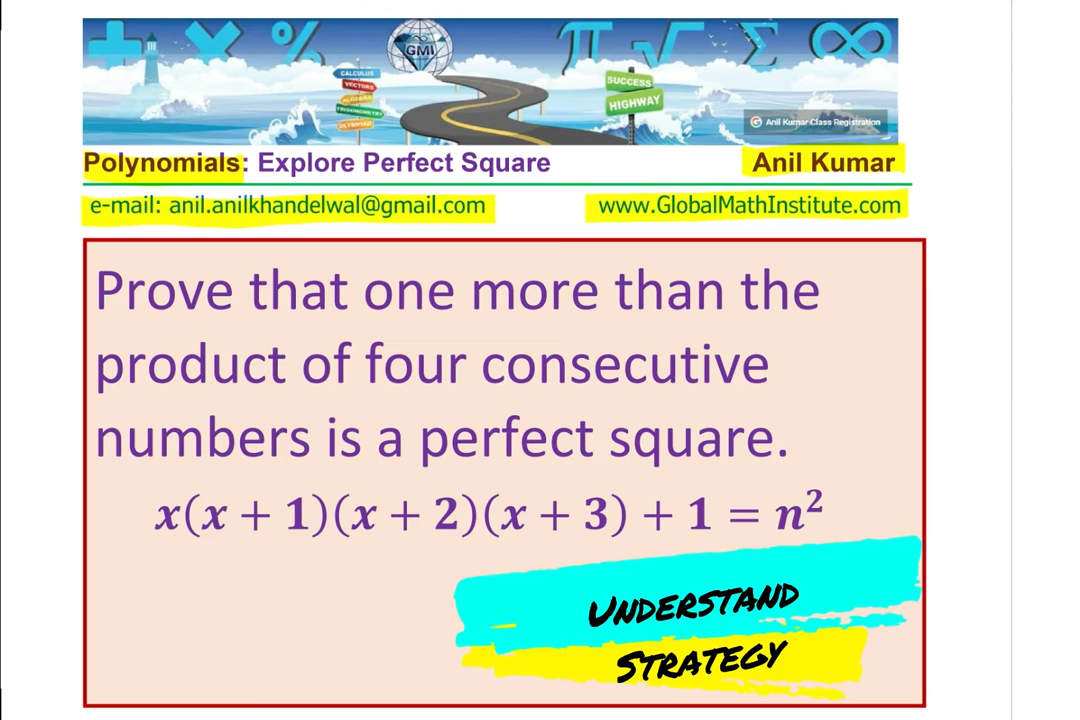 GMI
CALCULUS
VECTORS
ALGEBRA
TRIGONOMETRY
OLYMPIAD
SUCCESS
HIGHWAY
Anil Kumar Class Registration
Polynomials: Explore Perfect Square Anil Kumar
e-mail: anil.anilkhandelwal@gmail.com www.GlobalMathInstitute.com
Prove that one more than the
product of four consecutive
numbers is a perfect square.
x(x + 1)(x + 2)(x + 3) + 1 = n²
UNDERSTAND
STRATEGY